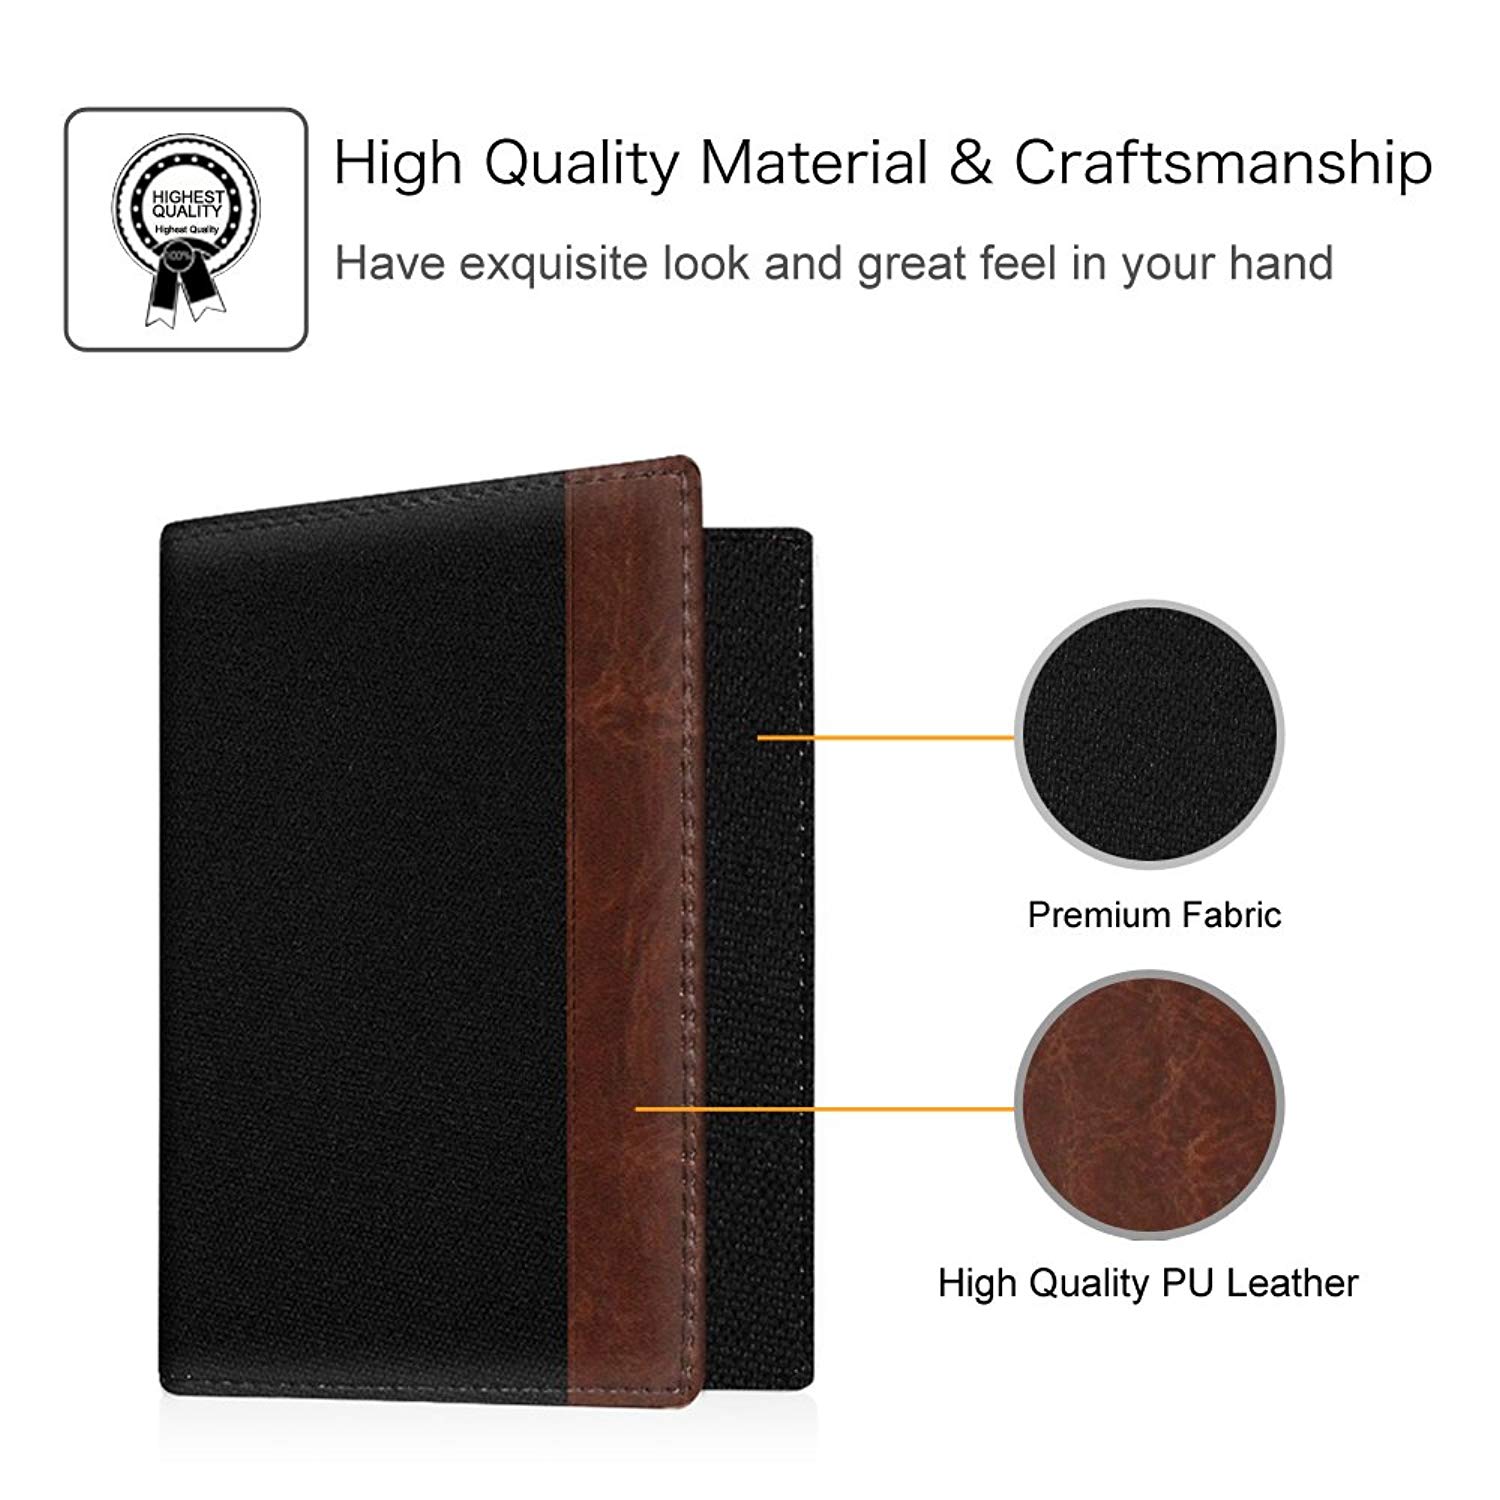 HIGHEST
QUALITY
Higheat Quality
100%
High Quality Material & Craftsmanship
Have exquisite look and great feel in your hand
Premium Fabric
High Quality PU Leather